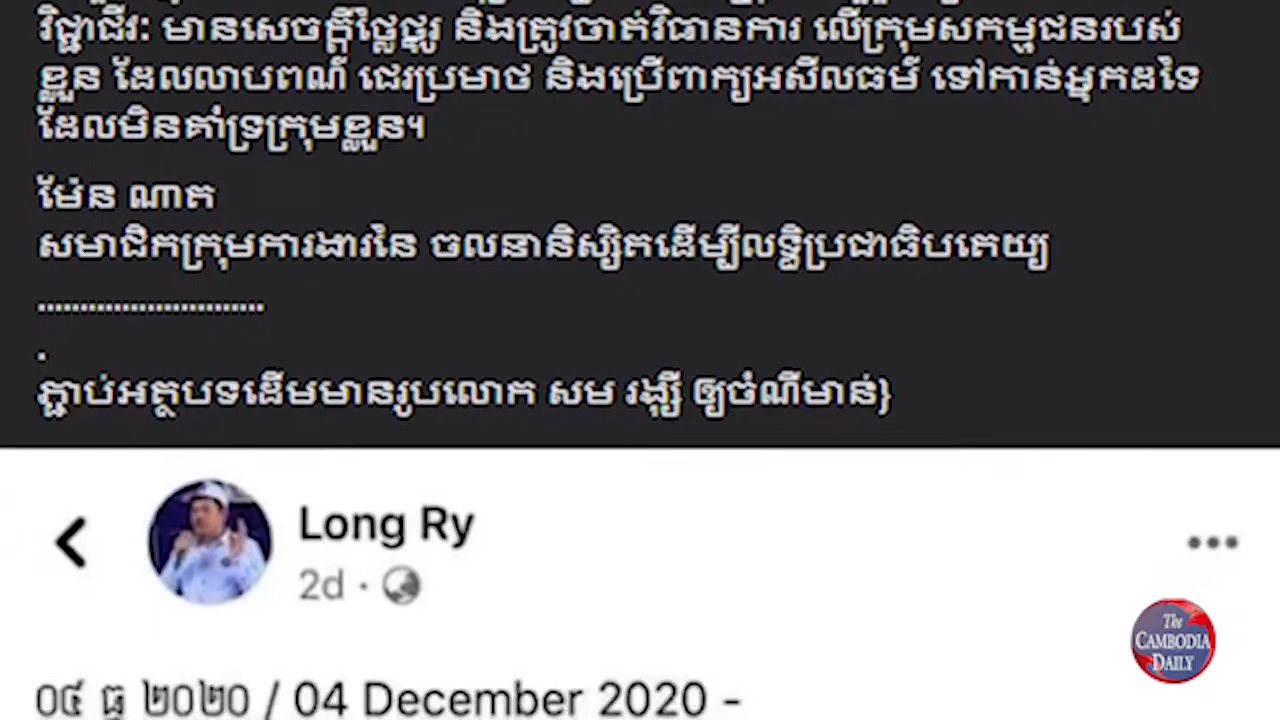 វិជ្ជាជីវ: មានសេចក្តីថ្លៃថ្នូរ និងត្រូវចាត់វិធានការ លើក្រុមសកម្មជនរបស់
ខ្លួន ដែលលាបពណ៌ ជេរប្រមាថ និងប្រើពាក្យអសីលធម៌ ទៅកាន់អ្នកដទៃ
ដែលមិនគាំទ្រក្រុមខ្លួន។
ម៉ែន ណាត
សមាជិកក្រុមការងារនៃ ចលនានិស្សិតដើម្បីលទ្ធិប្រជាធិបតេយ្យ
...........................
.
ភ្ជាប់អត្ថបទដើមមានរូបលោក សម រង្ស៊ី ឲ្យចំណីមាន់}
Long Ry
2d ·
The
CAMBODIA
DAILY
០៤ ធ្នូ ២០២០ / 04 December 2020 -